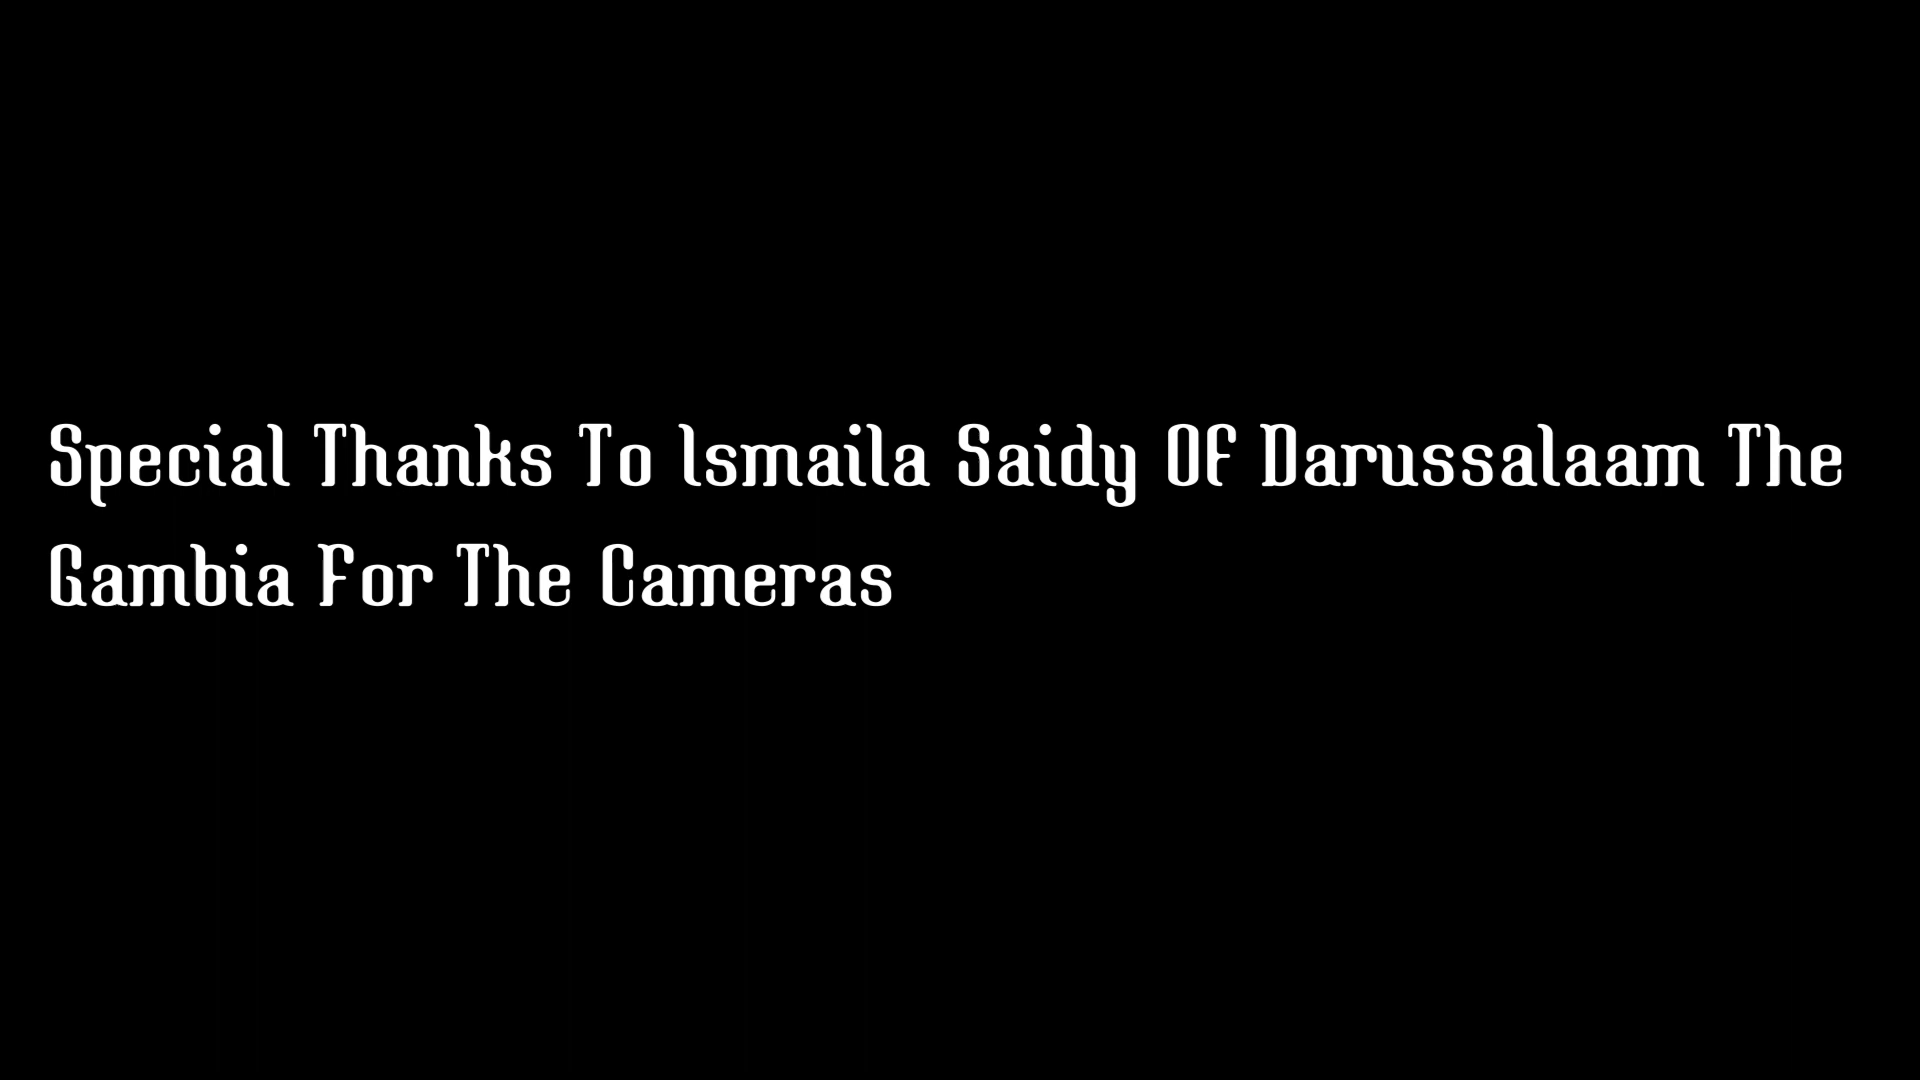 Special Thanks To Ismaila Saidy Of Darussalaam The
Gambia For The Cameras